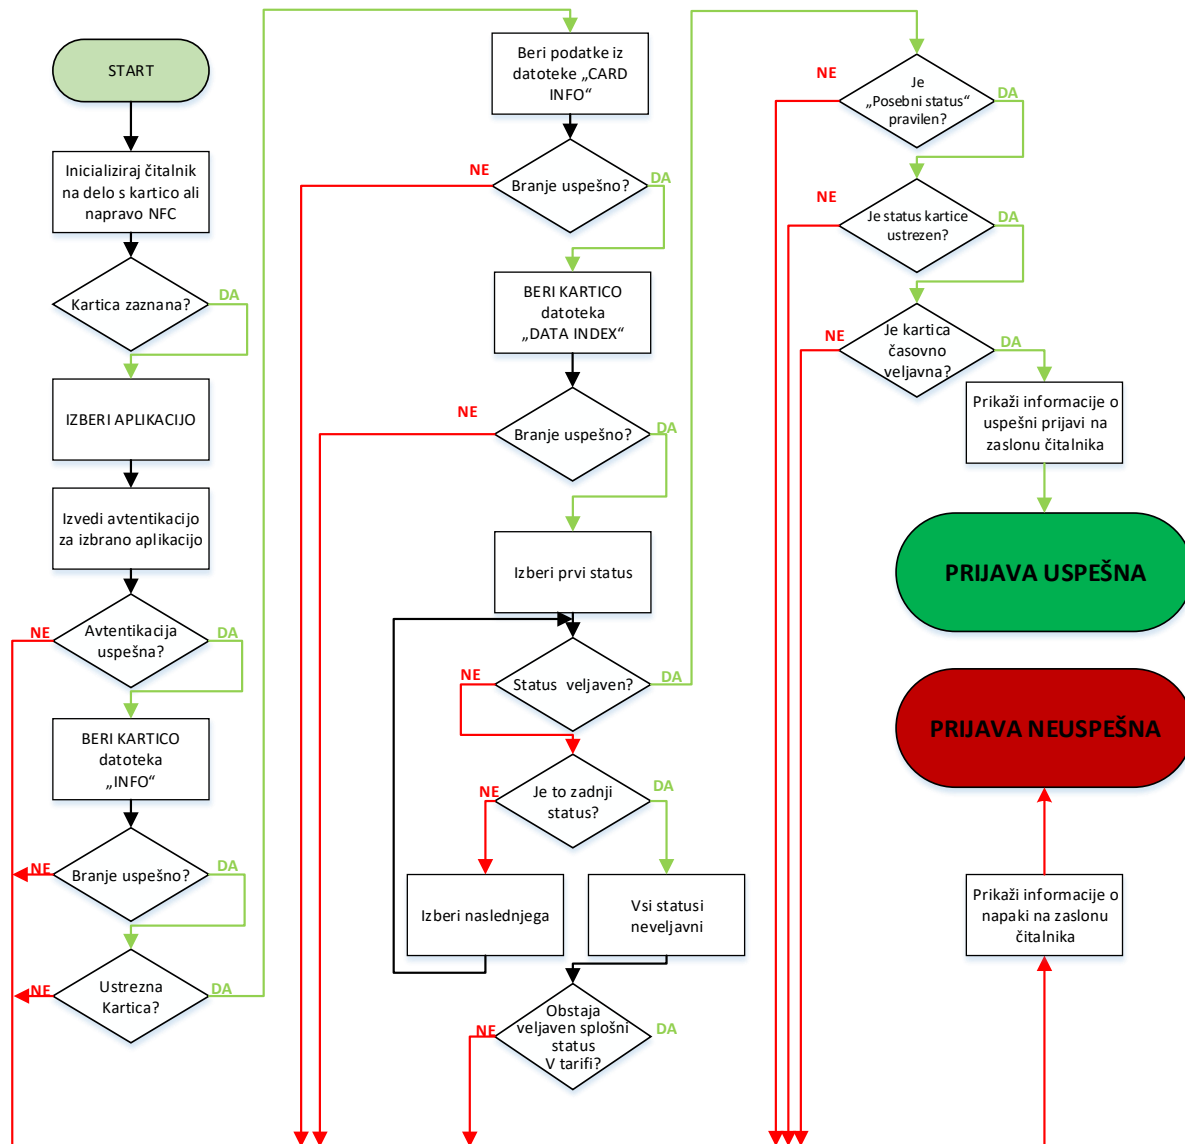 START
Inicializiraj čitalnik
na delo s kartico ali
napravo NFC
Kartica zaznana?
DA
IZBERI APLIKACIJO
Izvedi avtentikacijo
za izbrano aplikacijo
NE
Avtentikacija
uspešna?
DA
BERI KARTICO
datoteka
„INFO“
NE
Branje uspešno?
DA
NE
Ustrezna
Kartica?
DA
Beri podatke iz
datoteke „CARD
INFO“
NE
Branje uspešno?
DA
BERI KARTICO
datoteka
„DATA INDEX“
NE
Branje uspešno?
DA
Izberi prvi status
NE
Status veljaven?
DA
NE
Je to zadnji
status?
DA
Izberi naslednjega
Vsi statusi
neveljavni
NE
Obstaja
veljaven splošni
status
V tarifi?
DA
NE
Je
„Posebni status“
pravilen?
DA
NE
Je status kartice
ustrezen?
DA
NE
Je kartica
časovno
veljavna?
DA
Prikaži informacije o
uspešni prijavi na
zaslonu čitalnika
PRIJAVA USPEŠNA
PRIJAVA NEUSPEŠNA
Prikaži informacije o
napaki na zaslonu
čitalnika